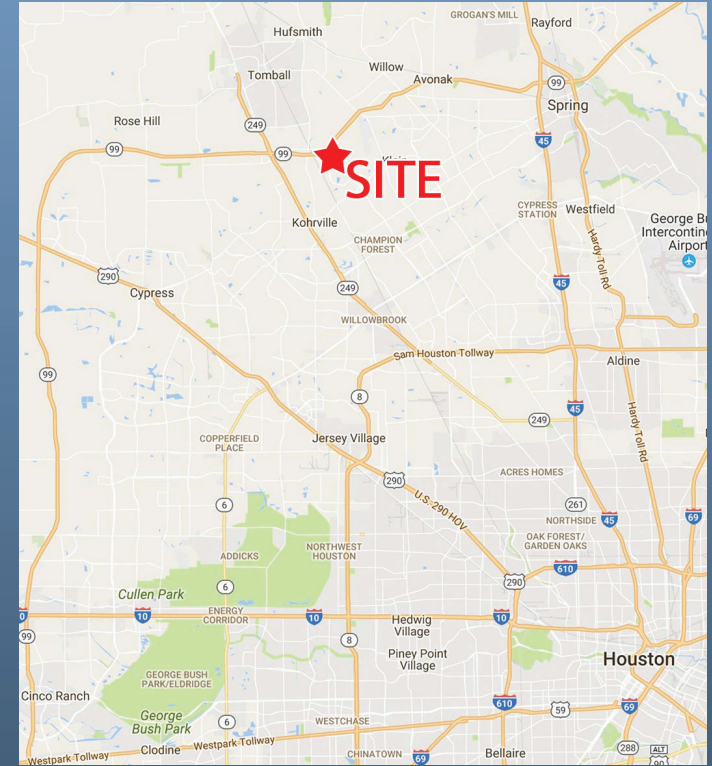 GROGAN'S MILL
Rayford
Hufsmith
Willow
Tomball
Avonak
99
Spring
Rose Hill
249
45
99
99
SITE
CYPRESS
STATION
Westfield
Kohrville
George Bu
Intercontine
Airport
CHAMPION
FOREST
Hardy Toll Rd
290
45
Cypress
249
WILLOWBROOK
Sam Houston Tollway
Aldine
99
8
45
249
Hardy Toll Rd
COPPERFIELD
PLACE
Jersey Village
ACRES HOMES
290
U.S. 290 HOV
6
261
NORTHSIDE
45
69
OAK FOREST/
GARDEN OAKS
NORTHWEST
HOUSTON
ADDICKS
610
290
6
Cullen Park
ENERGY
CORRIDOR
0
10
10
10
Hedwig
Village
99
8
Piney Point
Village
Houston
GEORGE BUSH
PARK/ELDRIDGE
Cinco Ranch
610
59
69
George
Bush Park
6
WESTCHASE
Westpark Tollway
Clodine
Westpark Tollway
CHINATOWN
69
Bellaire
288
ALT
90